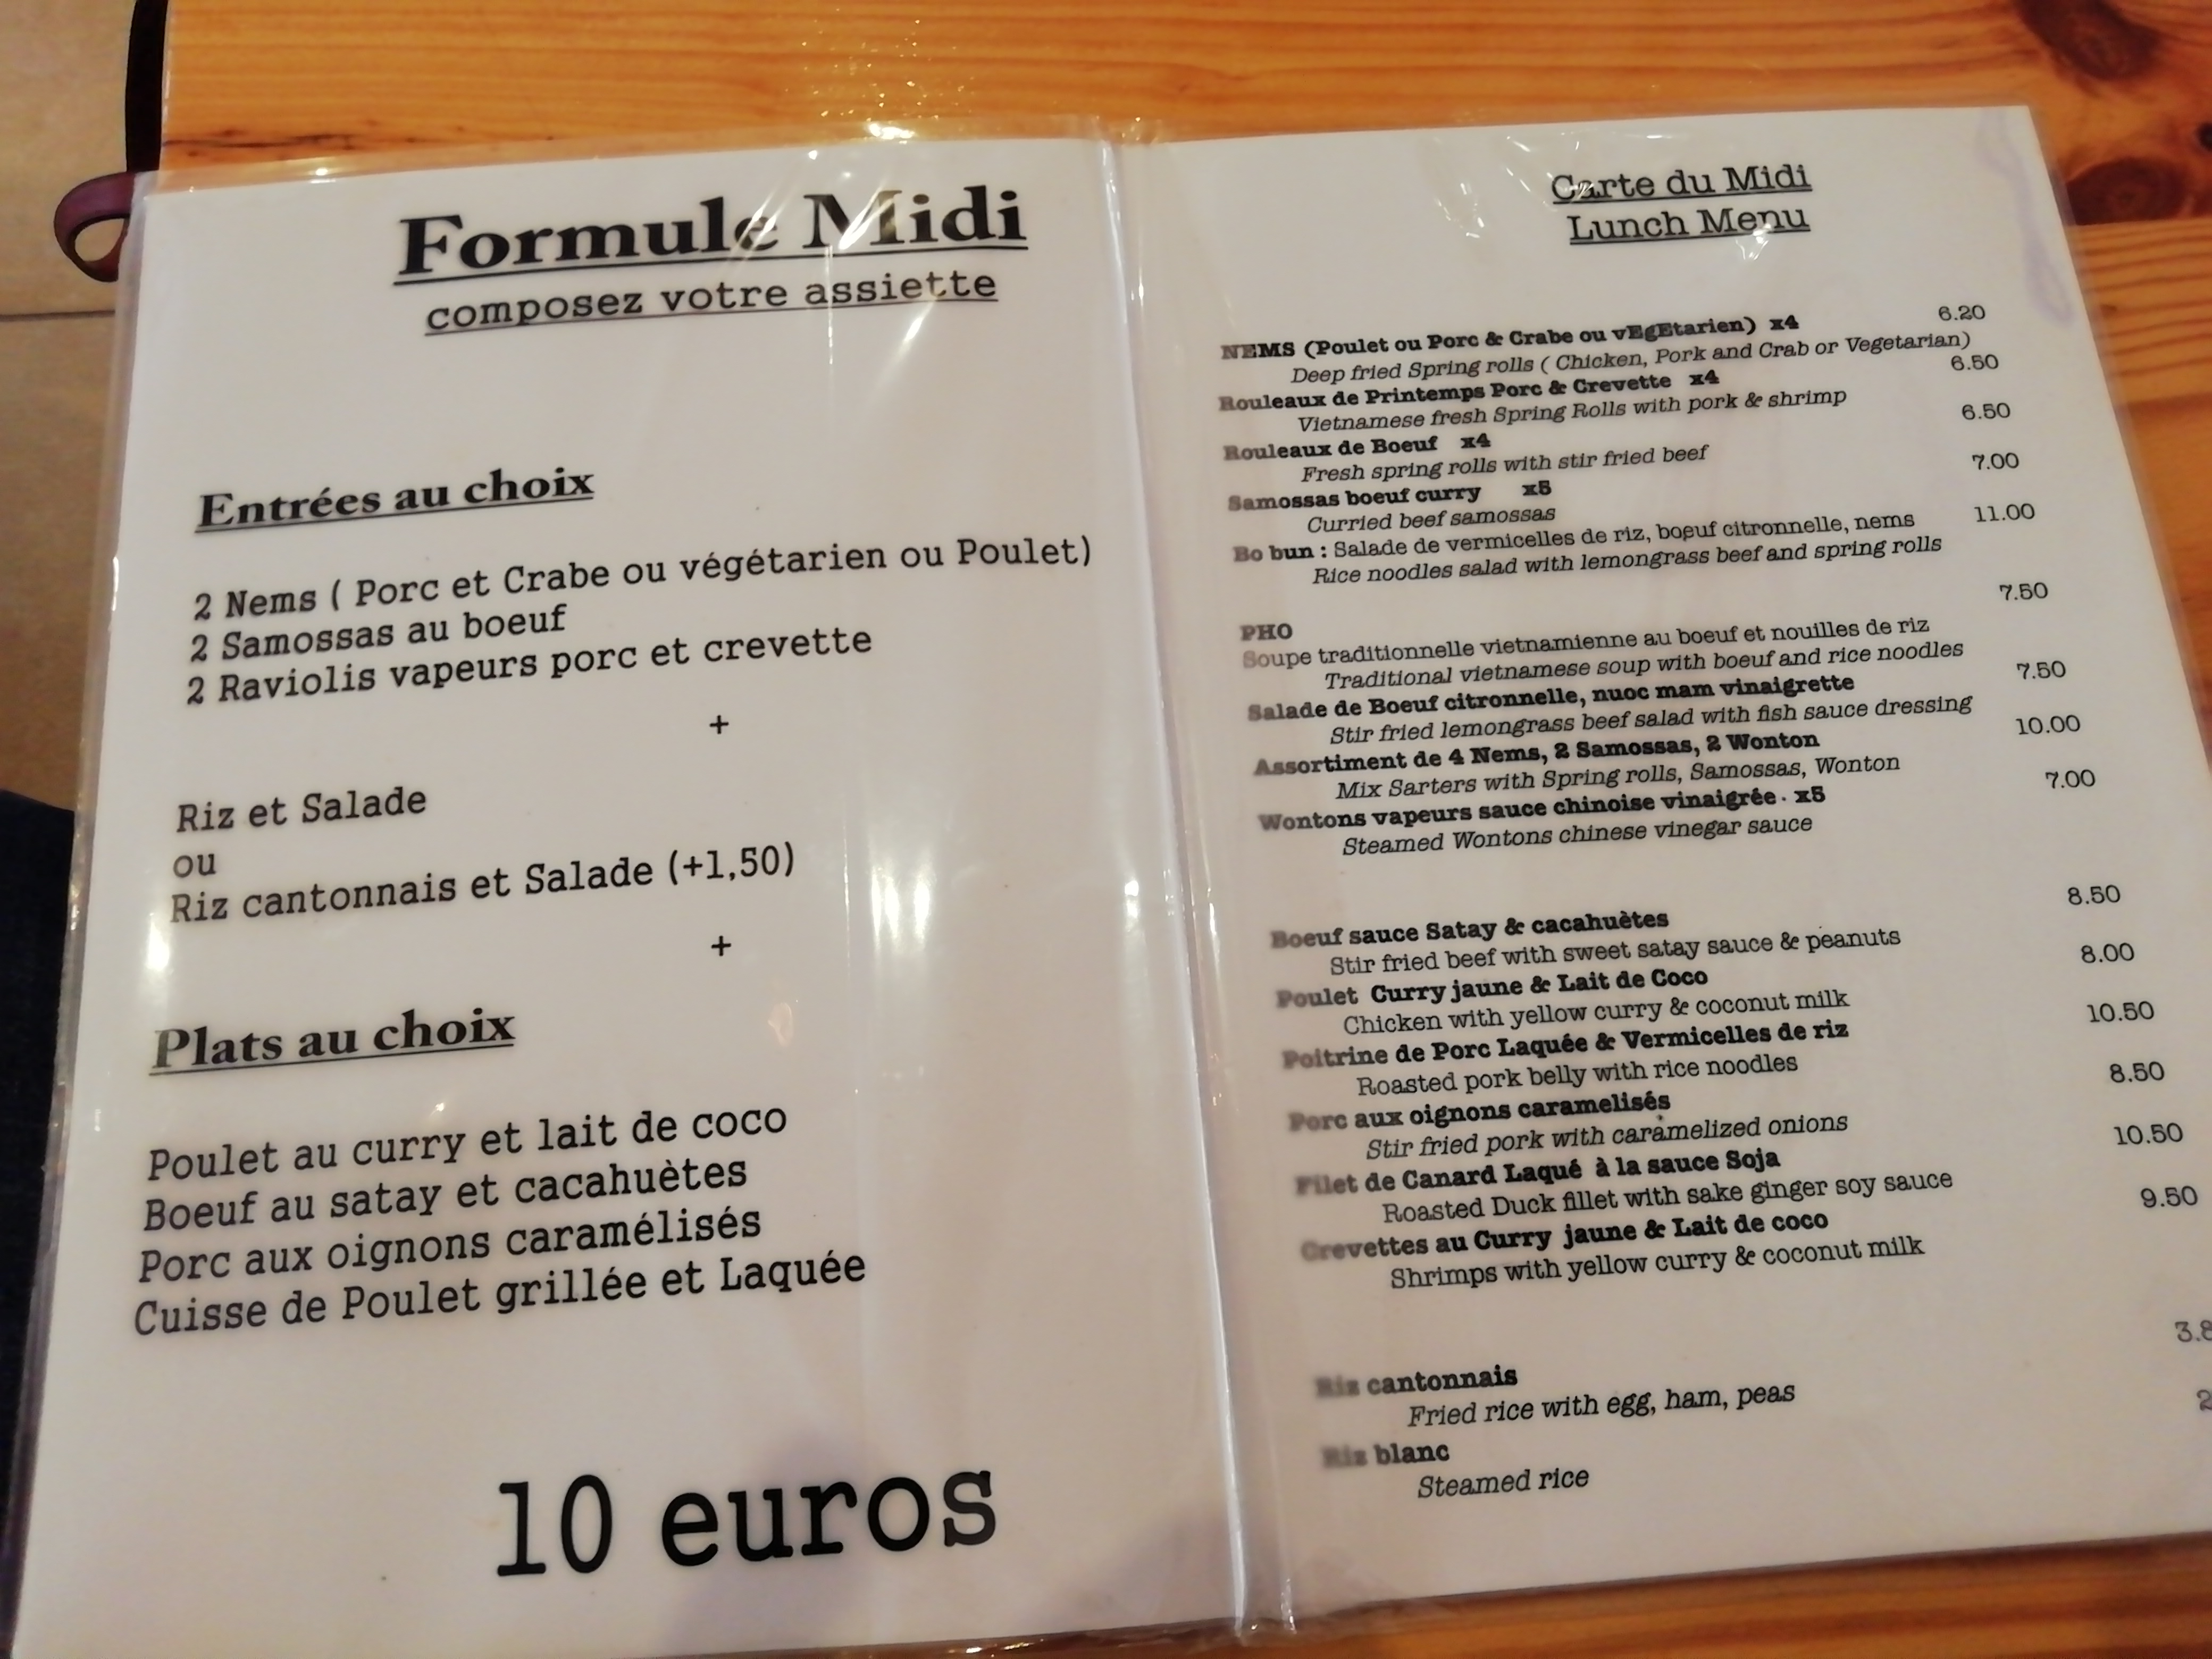 Formule Midi
composez votre assiette
Entrées au choix
2 Nems ( Porc et Crabe ou végétarien ou Poulet)
2 Samossas au boeuf
2 Raviolis vapeurs porc et crevette
+
Riz et Salade
ou
Riz cantonnais et Salade (+1,50)
+
Plats au choix
Poulet au curry et lait de coco
Boeuf au satay et cacahuètes
Porc aux oignons caramélisés
Cuisse de Poulet grillée et Laquée
10 euros
Carte du Midi
Lunch Menu
NEMS (Poulet ou Porc & Crabe ou vEgEtarien) x4 6.20
Deep fried Spring rolls ( Chicken, Pork and Crab or Vegetarian)
Rouleaux de Printemps Porc & Crevette x4 6.50
Vietnamese fresh Spring Rolls with pork & shrimp
Rouleaux de Boeuf x4 6.50
Fresh spring rolls with stir fried beef
Samossas boeuf curry x5 7.00
Curried beef samossas
Bo bun : Salade de vermicelles de riz, boeuf citronnelle, nems 11.00
Rice noodles salad with lemongrass beef and spring rolls
PHO 7.50
Soupe traditionnelle vietnamienne au boeuf et nouilles de riz
Traditional vietnamese soup with boeuf and rice noodles
Salade de Boeuf citronnelle, nuoc mam vinaigrette 7.50
Stir fried lemongrass beef salad with fish sauce dressing
Assortiment de 4 Nems, 2 Samossas, 2 Wonton 10.00
Mix Sarters with Spring rolls, Samossas, Wonton
Wontons vapeurs sauce chinoise vinaigrée . x5 7.00
Steamed Wontons chinese vinegar sauce
Boeuf sauce Satay & cacahuètes 8.50
Stir fried beef with sweet satay sauce & peanuts
Poulet Curry jaune & Lait de Coco 8.00
Chicken with yellow curry & coconut milk
Poitrine de Porc Laquée & Vermicelles de riz 10.50
Roasted pork belly with rice noodles
Porc aux oignons caramelisés 8.50
Stir fried pork with caramelized onions
Filet de Canard Laqué à la sauce Soja 10.50
Roasted Duck fillet with sake ginger soy sauce
Crevettes au Curry jaune & Lait de coco 9.50
Shrimps with yellow curry & coconut milk
Riz cantonnais 3.8
Fried rice with egg, ham, peas
Riz blanc
Steamed rice